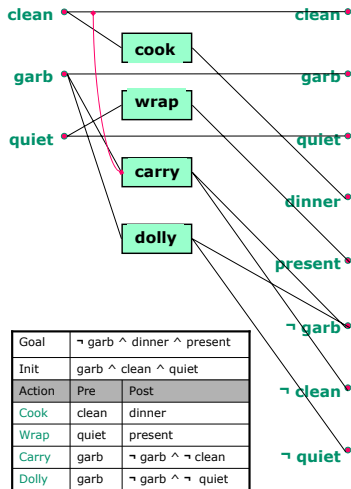 clean clean
cook
garb garb
wrap
quiet quiet
carry
dinner
dolly
present
¬ garb
Goal ¬ garb ^ dinner ^ present
Init garb ^ clean ^ quiet
¬ clean
Action Pre Post
Cook clean dinner
Wrap quiet present
¬ quiet
Carry garb ¬ garb ^ ¬ clean
Dolly garb ¬ garb ^ ¬ quiet